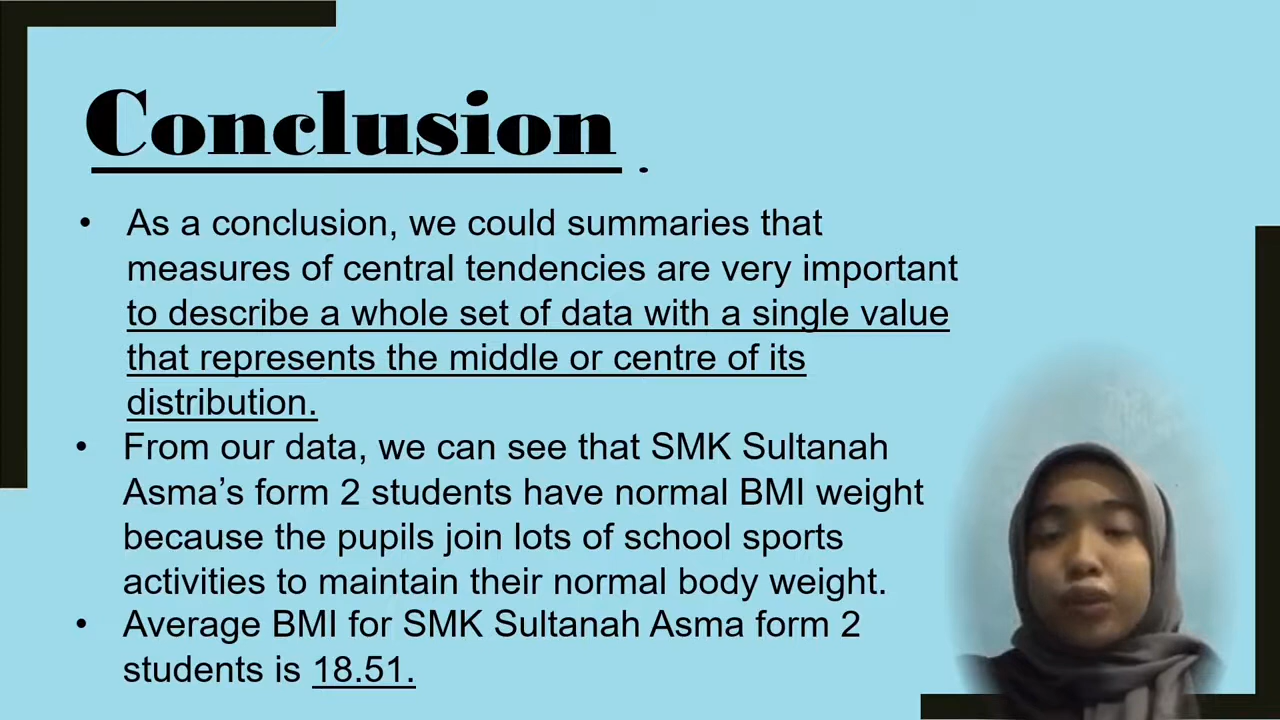 Conclusion.
• As a conclusion, we could summaries that
measures of central tendencies are very important
to describe a whole set of data with a single value
that represents the middle or centre of its
distribution.
• From our data, we can see that SMK Sultanah
Asma’s form 2 students have normal BMI weight
because the pupils join lots of school sports
activities to maintain their normal body weight.
• Average BMI for SMK Sultanah Asma form 2
students is 18.51.